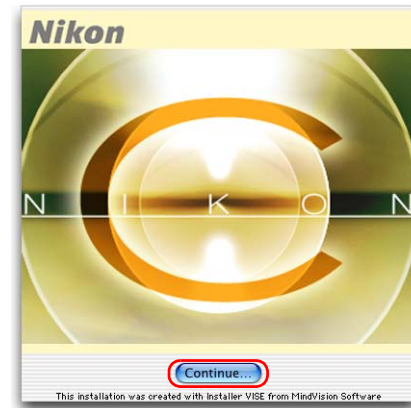 Nikon
N I K O N
Continue...
This installation was created with Installer VISE from MindVision Software